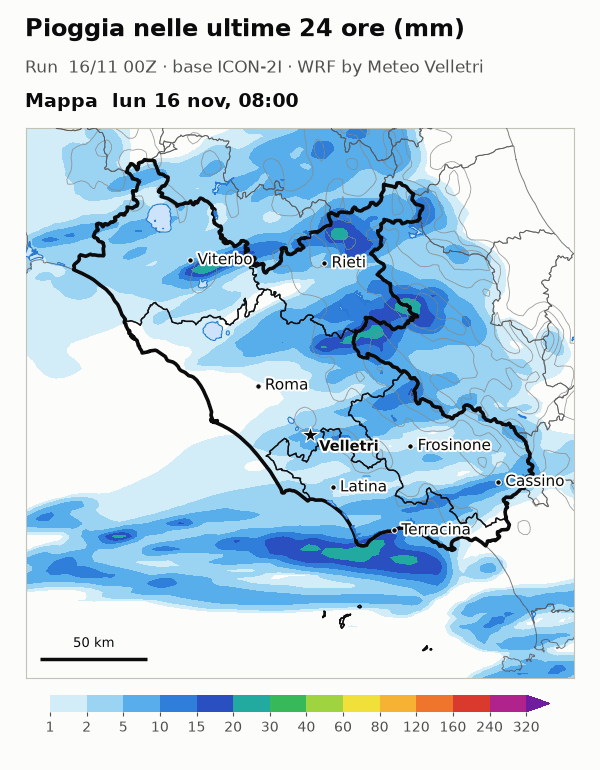 Pioggia nelle ultime 24 ore (mm)
Run  16/11 00Z · base ICON-2I · WRF by Meteo Velletri
Mappa  lun 16 nov, 08:00
Viterbo
Rieti
Roma
Velletri
Frosinone
Cassino
Latina
Terracina
50 km
1 2 5 10 15 20 30 40 60 80 120 160 240 320